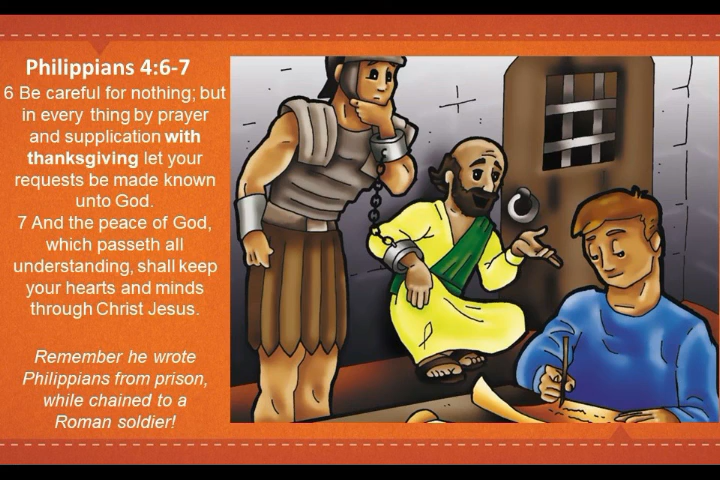 Philippians 4:6-7
6 Be careful for nothing; but
in every thing by prayer
and supplication with
thanksgiving let your
requests be made known
unto God.
7 And the peace of God,
which passeth all
understanding, shall keep
your hearts and minds
through Christ Jesus.
Remember he wrote
Philippians from prison,
while chained to a
Roman soldier!